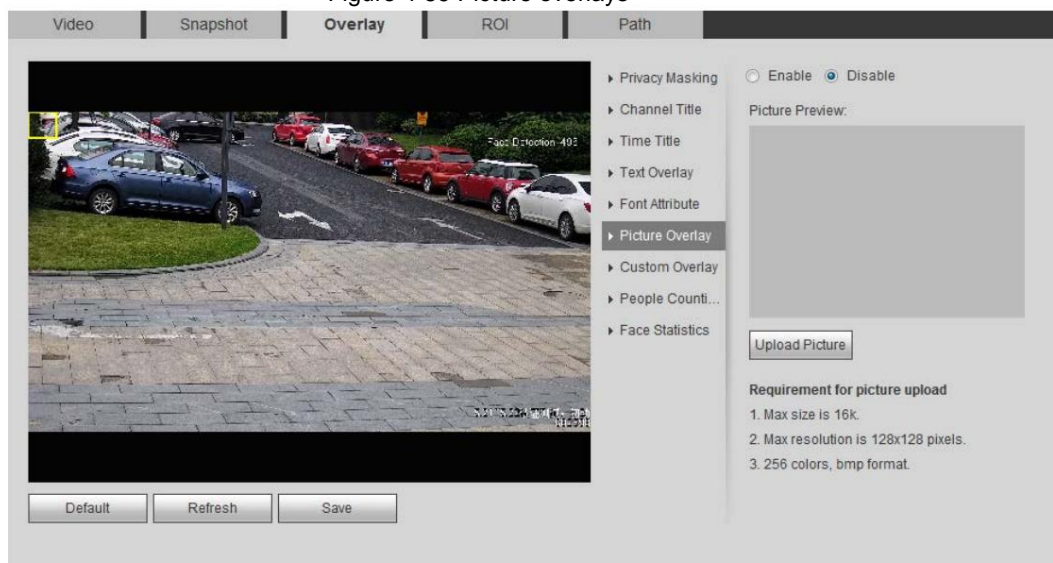 Video Snapshot Overlay ROI Path
Privacy Masking
Channel Title
Time Title
Text Overlay
Font Attribute
Picture Overlay
Custom Overlay
People Counti...
Face Statistics
Enable Disable
Picture Preview:
Upload Picture
Requirement for picture upload
1. Max size is 16k.
2. Max resolution is 128x128 pixels.
3. 256 colors, bmp format.
Face Detection
Default Refresh Save